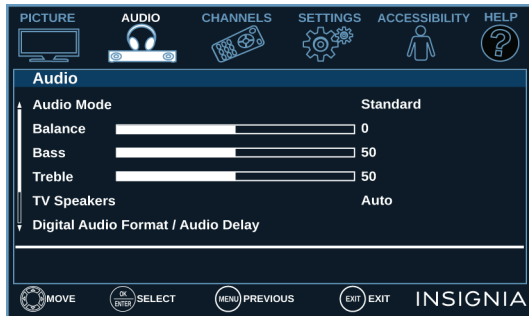 PICTURE AUDIO CHANNELS SETTINGS ACCESSIBILITY HELP
?
Audio
Audio Mode Standard
Balance 0
Bass 50
Treble 50
TV Speakers Auto
Digital Audio Format / Audio Delay
MOVE OK ENTER SELECT MENU PREVIOUS EXIT EXIT INSIGNIA